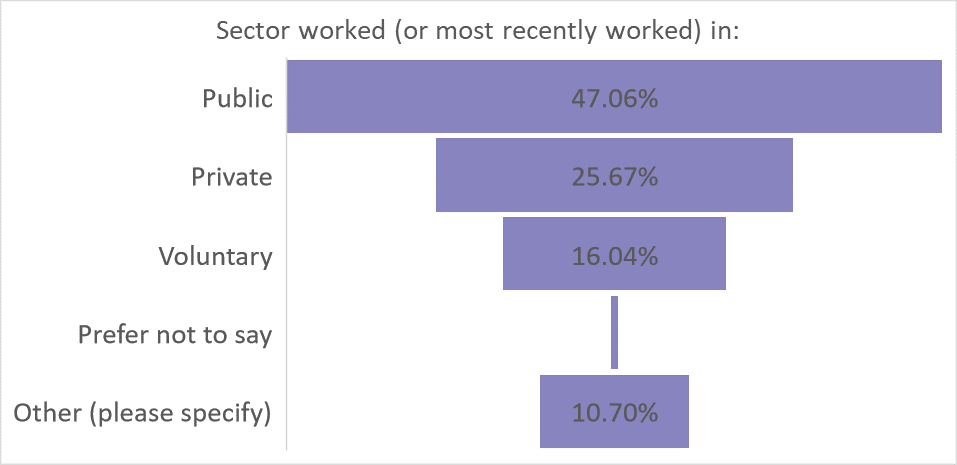 Sector worked (or most recently worked) in:
Public 47.06%
Private 25.67%
Voluntary 16.04%
Prefer not to say
Other (please specify) 10.70%